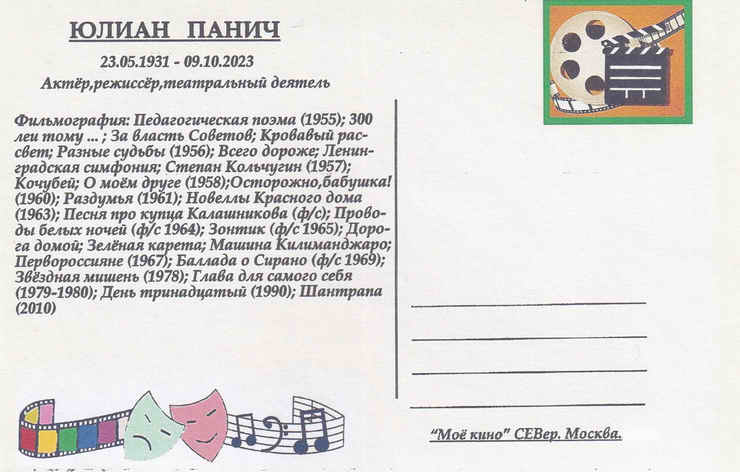 ЮЛИАН ПАНИЧ
23.05.1931 - 09.10.2023
Актёр,режиссёр,театральный деятель
Фильмография: Педагогическая поэма (1955); 300
леи тому ... ; За власть Советов; Кровавый рас-
свет; Разные судьбы (1956); Всего дороже; Ленин-
градская симфония; Степан Кольчугин (1957);
Кочубей; О моём друге (1958);Осторожно,бабушка!
(1960); Раздумья (1961); Новеллы Красного дома
(1963); Песня про купца Калашникова (ф/с); Прово-
ды белых ночей (ф/с 1964); Зонтик (ф/с 1965); Доро-
га домой; Зелёная карета; Машина Килиманджаро;
Первороссияне (1967); Баллада о Сирано (ф/с 1969);
Звёздная мишень (1978); Глава для самого себя
(1979-1980); День тринадцатый (1990); Шантрапа
(2010)
"Моё кино" СЕВер. Москва.